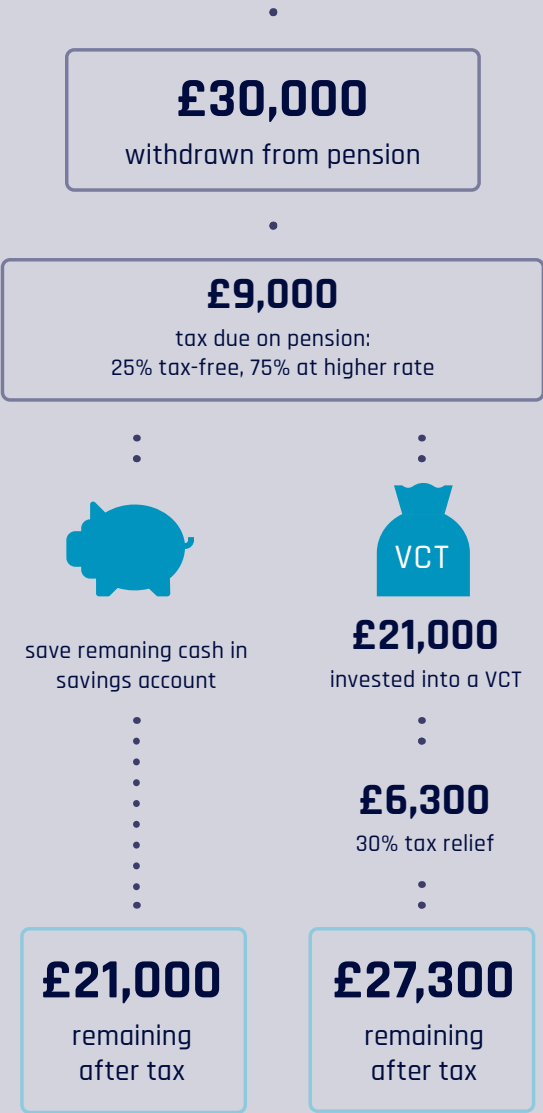 £30,000
withdrawn from pension
£9,000
tax due on pension:
25% tax-free, 75% at higher rate
save remaning cash in
savings account
VCT
£21,000
invested into a VCT
£6,300
30% tax relief
£21,000
remaining
after tax
£27,300
remaining
after tax